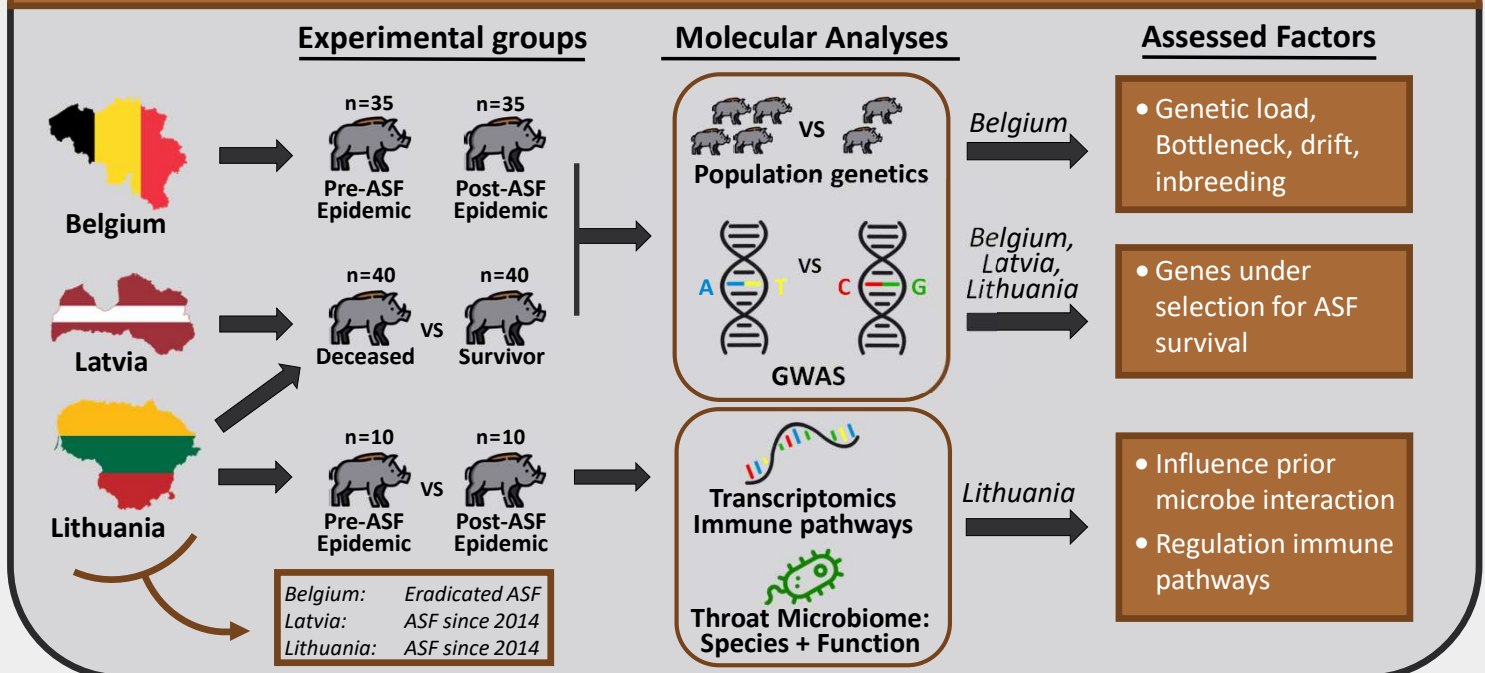 Experimental groups
Molecular Analyses
Assessed Factors
Belgium
n=35
n=35
Pre-ASF
Epidemic
Post-ASF
Epidemic
VS
Population genetics
Belgium
• Genetic load,
Bottleneck, drift,
inbreeding
Latvia
n=40
n=40
Deceased
VS
Survivor
A
T
VS
C
G
GWAS
Belgium,
Latvia,
Lithuania
• Genes under
selection for ASF
survival
Lithuania
n=10
n=10
VS
Pre-ASF
Epidemic
Post-ASF
Epidemic
Transcriptomics
Immune pathways
Throat Microbiome:
Species + Function
Lithuania
• Influence prior
microbe interaction
• Regulation immune
pathways
Belgium: Eradicated ASF
Latvia: ASF since 2014
Lithuania: ASF since 2014